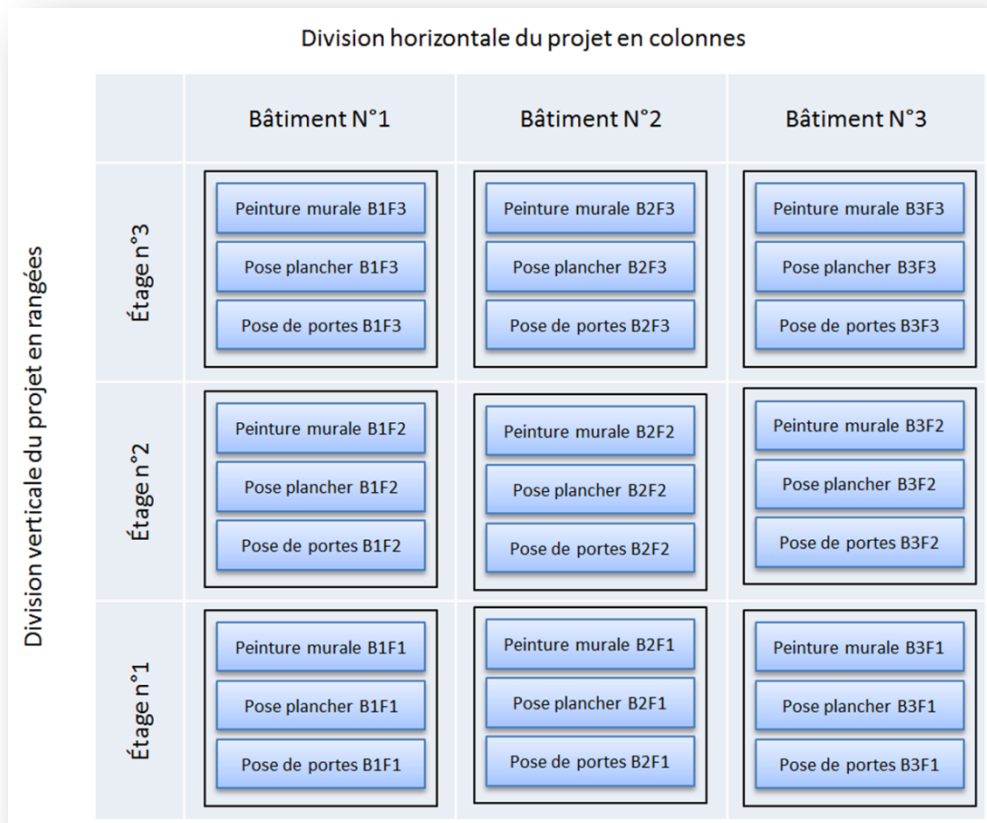 Division horizontale du projet en colonnes
Bâtiment N°1
Bâtiment N°2
Bâtiment N°3
Division verticale du projet en rangées
Étage n°3
Peinture murale B1F3
Pose plancher B1F3
Pose de portes B1F3
Peinture murale B2F3
Pose plancher B2F3
Pose de portes B2F3
Peinture murale B3F3
Pose plancher B3F3
Pose de portes B3F3
Étage n°2
Peinture murale B1F2
Pose plancher B1F2
Pose de portes B1F2
Peinture murale B2F2
Pose plancher B2F2
Pose de portes B2F2
Peinture murale B3F2
Pose plancher B3F2
Pose de portes B3F2
Étage n°1
Peinture murale B1F1
Pose plancher B1F1
Pose de portes B1F1
Peinture murale B2F1
Pose plancher B2F1
Pose de portes B2F1
Peinture murale B3F1
Pose plancher B3F1
Pose de portes B3F1